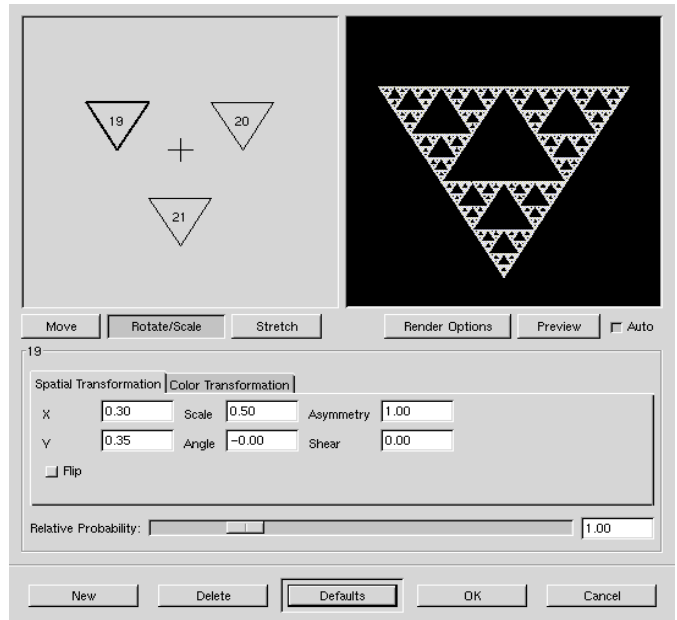 19
20
21
Move
Rotate/Scale
Stretch
Render Options
Preview
Auto
19
Spatial Transformation
Color Transformation
X 0.30 Scale 0.50 Asymmetry 1.00
Y 0.35 Angle -0.00 Shear 0.00
Flip
Relative Probability: 1.00
New
Delete
Defaults
OK
Cancel